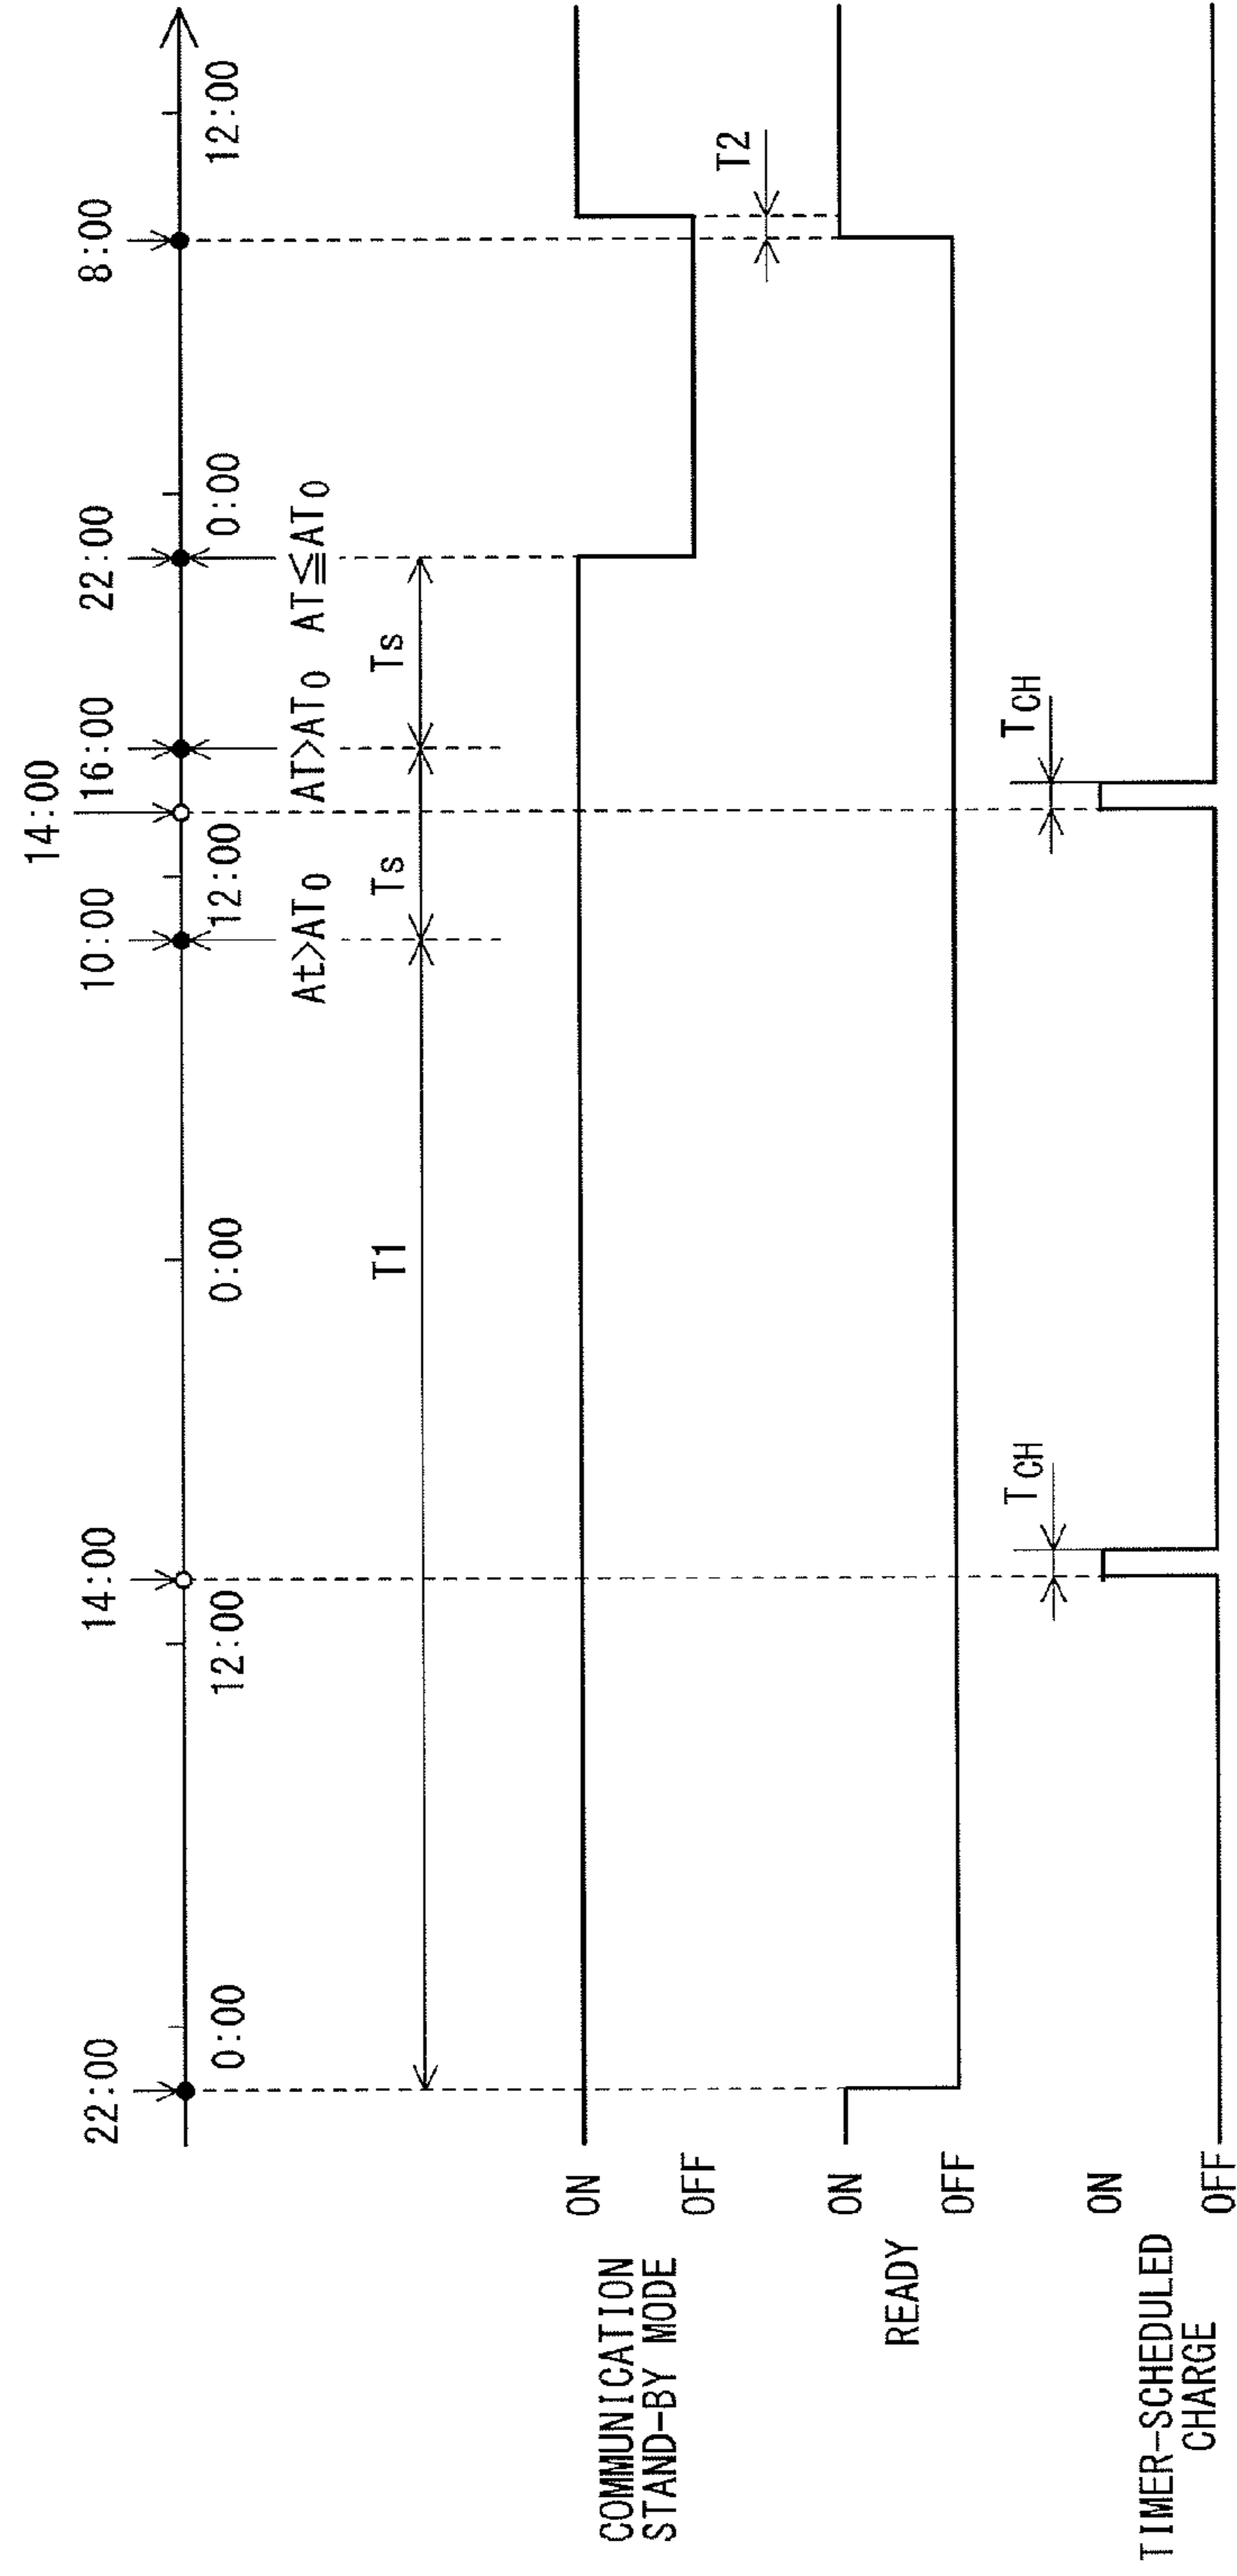 22:00
14:00
10:00
14:00
16:00
22:00
8:00
0:00
12:00
0:00
12:00
0:00
12:00
At>AT0
AT>AT0
AT≦AT0
T1
Ts
Ts
COMMUNICATION
STAND-BY MODE
ON
OFF
T2
READY
ON
OFF
TCH
TCH
TIMER-SCHEDULED
CHARGE
ON
OFF